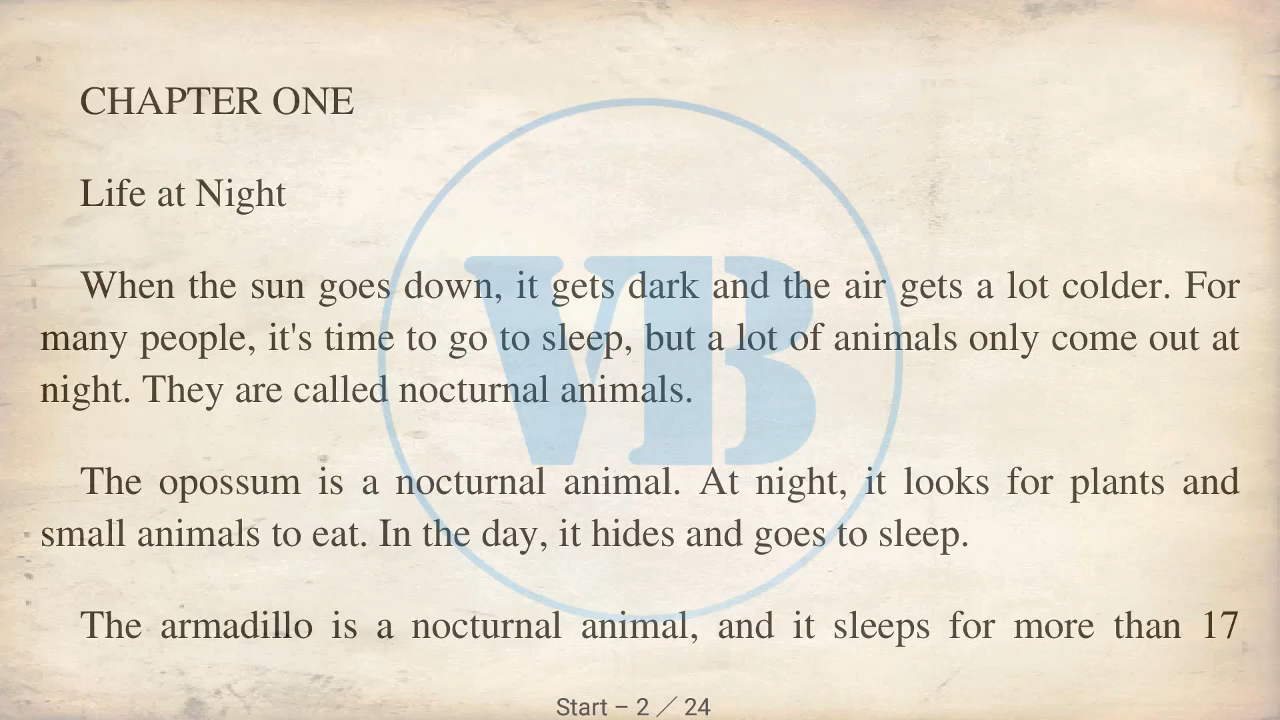 CHAPTER ONE
Life at Night
When the sun goes down, it gets dark and the air gets a lot colder. For
many people, it's time to go to sleep, but a lot of animals only come out at
night. They are called nocturnal animals.
The opossum is a nocturnal animal. At night, it looks for plants and
small animals to eat. In the day, it hides and goes to sleep.
The armadillo is a nocturnal animal, and it sleeps for more than 17
Start – 2 ⁄ 24
VB